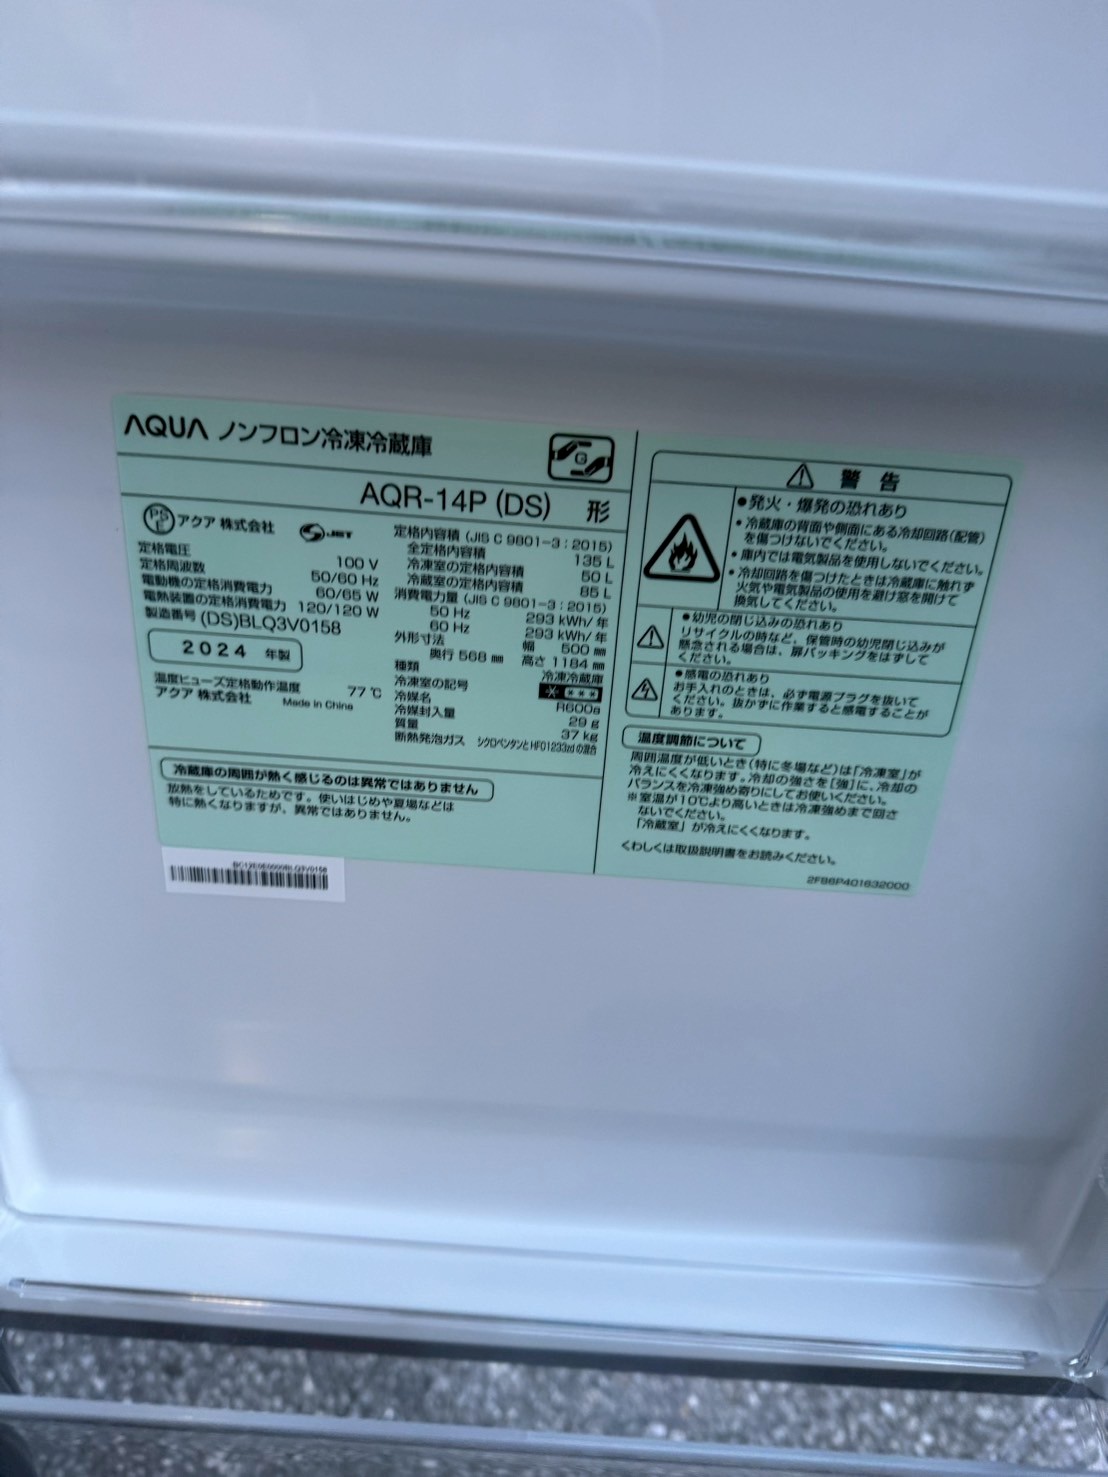 AQUA ノンフロン冷凍冷蔵庫
G
AQR-14P (DS) 形
PSE アクア 株式会社 JET
定格電圧 100 V
定格周波数 50/60 Hz
電動機の定格消費電力 60/65 W
電熱装置の定格消費電力 120/120 W
製造番号 (DS)BLQ3V0158
2024 年製
温度ヒューズ定格動作温度 77 ℃
アクア 株式会社 Made in China
定格内容積 (JIS C 9801-3 : 2015)
全定格内容積 135 L
冷凍室の定格内容積 50 L
冷蔵室の定格内容積 85 L
消費電力量 (JIS C 9801-3 : 2015)
50 Hz 293 kWh/年
60 Hz 293 kWh/年
外形寸法 幅 500 ㎜
奥行 568 ㎜ 高さ 1184 ㎜
種類 冷凍冷蔵庫
冷凍室の記号
冷媒名 R600a
冷媒封入量 29 g
質量 37 kg
断熱発泡ガス シクロペンタンとHFO1233zdの混合
冷蔵庫の周囲が熱く感じるのは異常ではありません
放熱をしているためです。使いはじめや夏場などは
特に熱くなりますが、異常ではありません。
警告
●発火・爆発の恐れあり
・冷蔵庫の背面や側面にある冷却回路(配管)
を傷つけないでください。
・庫内では電気製品を使用しないでください。
・冷却回路を傷つけたときは冷蔵庫に触れず
火気や電気製品の使用を避け窓を開けて
換気してください。
●幼児の閉じ込みの恐れあり
リサイクルの時など、保管時の幼児閉じ込みが
懸念される場合は、扉パッキングをはずして
ください。
●感電の恐れあり
お手入れのときは、必ず電源プラグを抜いて
ください。抜かずに作業すると感電することが
あります。
温度調節について
周囲温度が低いとき(特に冬場など)は「冷凍室」が
冷えにくくなります。冷却の強さを[強]に、冷却の
バランスを冷凍強め寄りにしてお使いください。
※室温が10℃より高いときは冷凍強めまで回さ
ないでください。
「冷蔵室」が冷えにくくなります。
くわしくは取扱説明書をお読みください。
2FB6P401632000